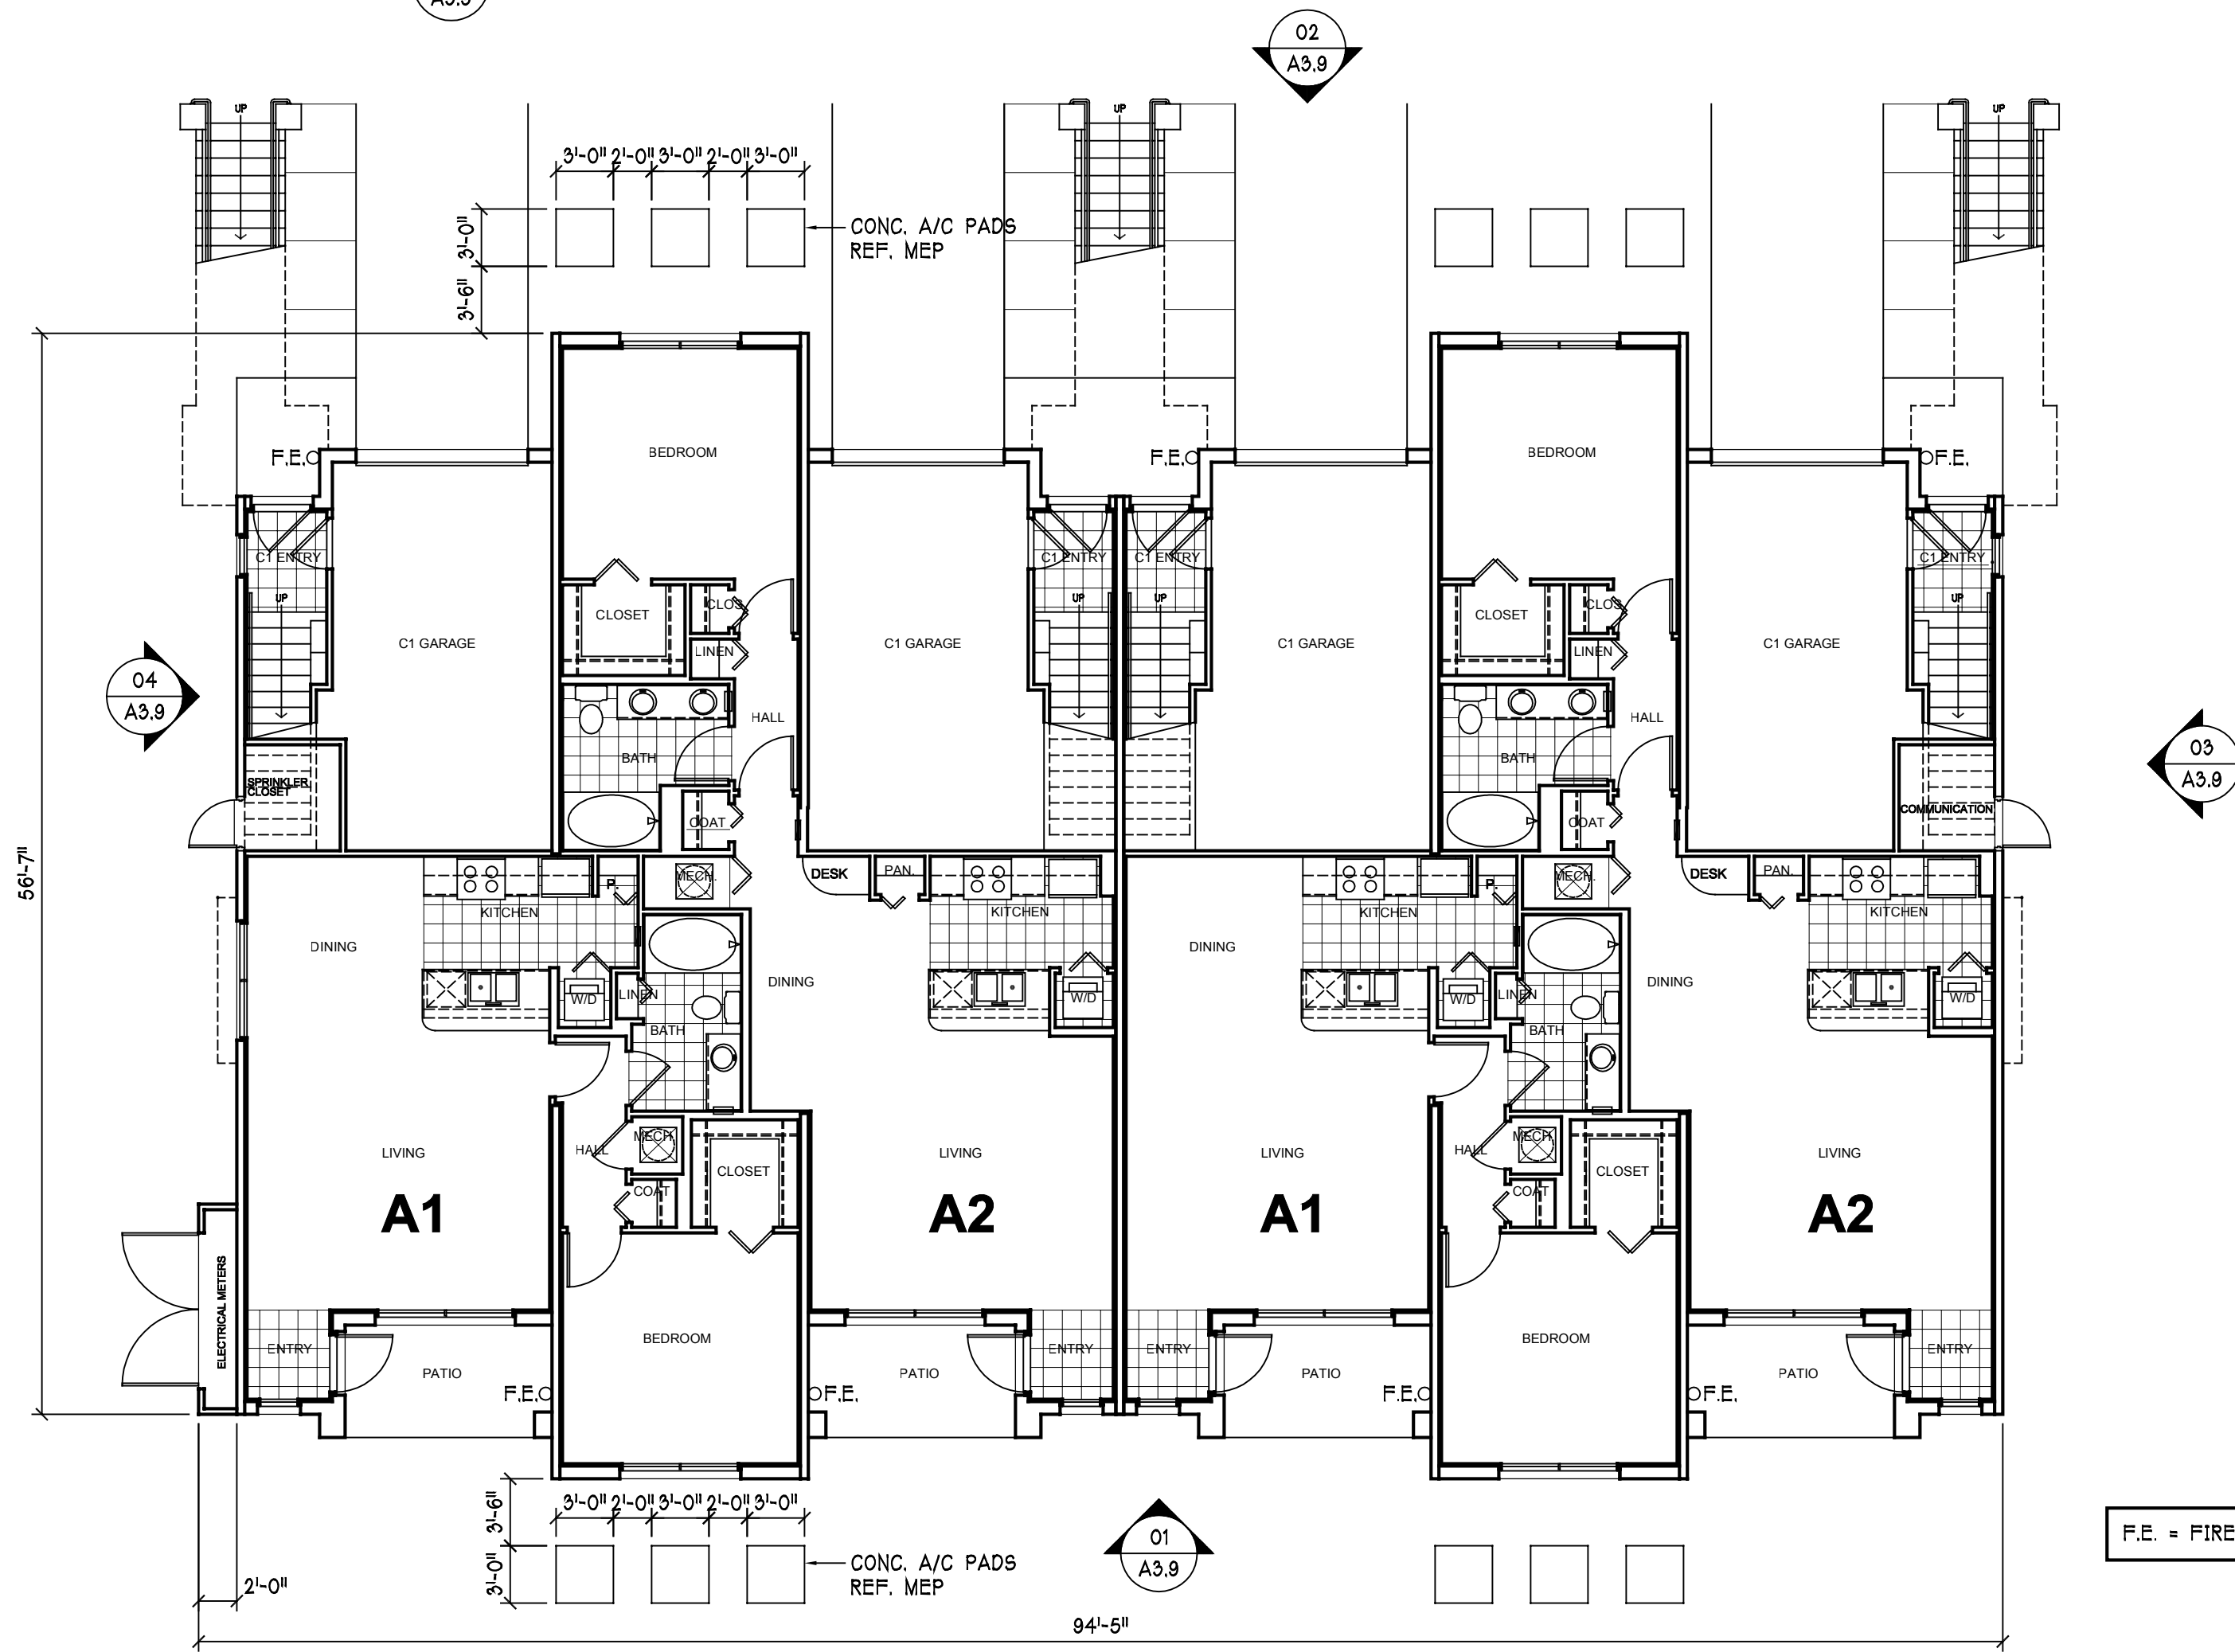 A3.9
02
A3.9
UP
UP
UP
3'-0" 2'-0" 3'-0" 2'-0" 3'-0"
3'-0"
CONC. A/C PADS
REF. MEP
3'-6"
BEDROOM
BEDROOM
F.E.
F.E.
F.E.
C1 ENTRY
C1 ENTRY
C1 ENTRY
C1 ENTRY
UP
UP
UP
UP
CLOSET
CLOS
CLOSET
CLOS
C1 GARAGE
C1 GARAGE
C1 GARAGE
C1 GARAGE
LINEN
LINEN
04
A3.9
HALL
HALL
03
A3.9
BATH
BATH
SPRINKLER
CLOSET
COMMUNICATION
COAT
COAT
56'-7"
P.
MECH.
DESK
PAN.
P.
MECH.
DESK
PAN.
KITCHEN
KITCHEN
KITCHEN
KITCHEN
DINING
DINING
DINING
DINING
W/D
LINEN
W/D
W/D
LINEN
W/D
BATH
BATH
HALL
MECH.
HALL
MECH.
LIVING
LIVING
LIVING
LIVING
CLOSET
CLOSET
COAT
COAT
A1
A2
A1
A2
ELECTRICAL METERS
BEDROOM
BEDROOM
ENTRY
ENTRY
ENTRY
ENTRY
PATIO
PATIO
PATIO
PATIO
F.E.
F.E.
F.E.
F.E.
3'-6"
3'-0" 2'-0" 3'-0" 2'-0" 3'-0"
01
A3.9
F.E. = FIRE
3'-0"
CONC. A/C PADS
REF. MEP
2'-0"
94'-5"